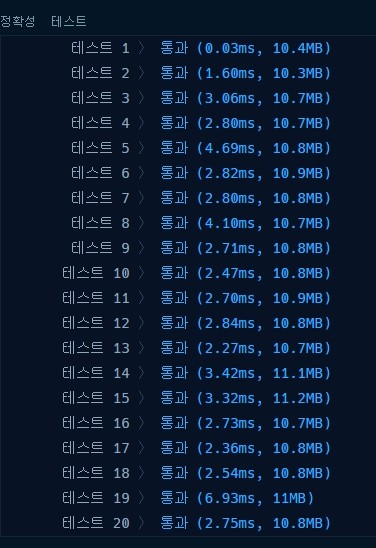 정확성 테스트
테스트 1 〉 통과 (0.03ms, 10.4MB)
테스트 2 〉 통과 (1.60ms, 10.3MB)
테스트 3 〉 통과 (3.06ms, 10.7MB)
테스트 4 〉 통과 (2.80ms, 10.7MB)
테스트 5 〉 통과 (4.69ms, 10.8MB)
테스트 6 〉 통과 (2.82ms, 10.9MB)
테스트 7 〉 통과 (2.80ms, 10.8MB)
테스트 8 〉 통과 (4.10ms, 10.7MB)
테스트 9 〉 통과 (2.71ms, 10.8MB)
테스트 10 〉 통과 (2.47ms, 10.8MB)
테스트 11 〉 통과 (2.70ms, 10.9MB)
테스트 12 〉 통과 (2.84ms, 10.8MB)
테스트 13 〉 통과 (2.27ms, 10.7MB)
테스트 14 〉 통과 (3.42ms, 11.1MB)
테스트 15 〉 통과 (3.32ms, 11.2MB)
테스트 16 〉 통과 (2.73ms, 10.7MB)
테스트 17 〉 통과 (2.36ms, 10.8MB)
테스트 18 〉 통과 (2.54ms, 10.8MB)
테스트 19 〉 통과 (6.93ms, 11MB)
테스트 20 〉 통과 (2.75ms, 10.8MB)